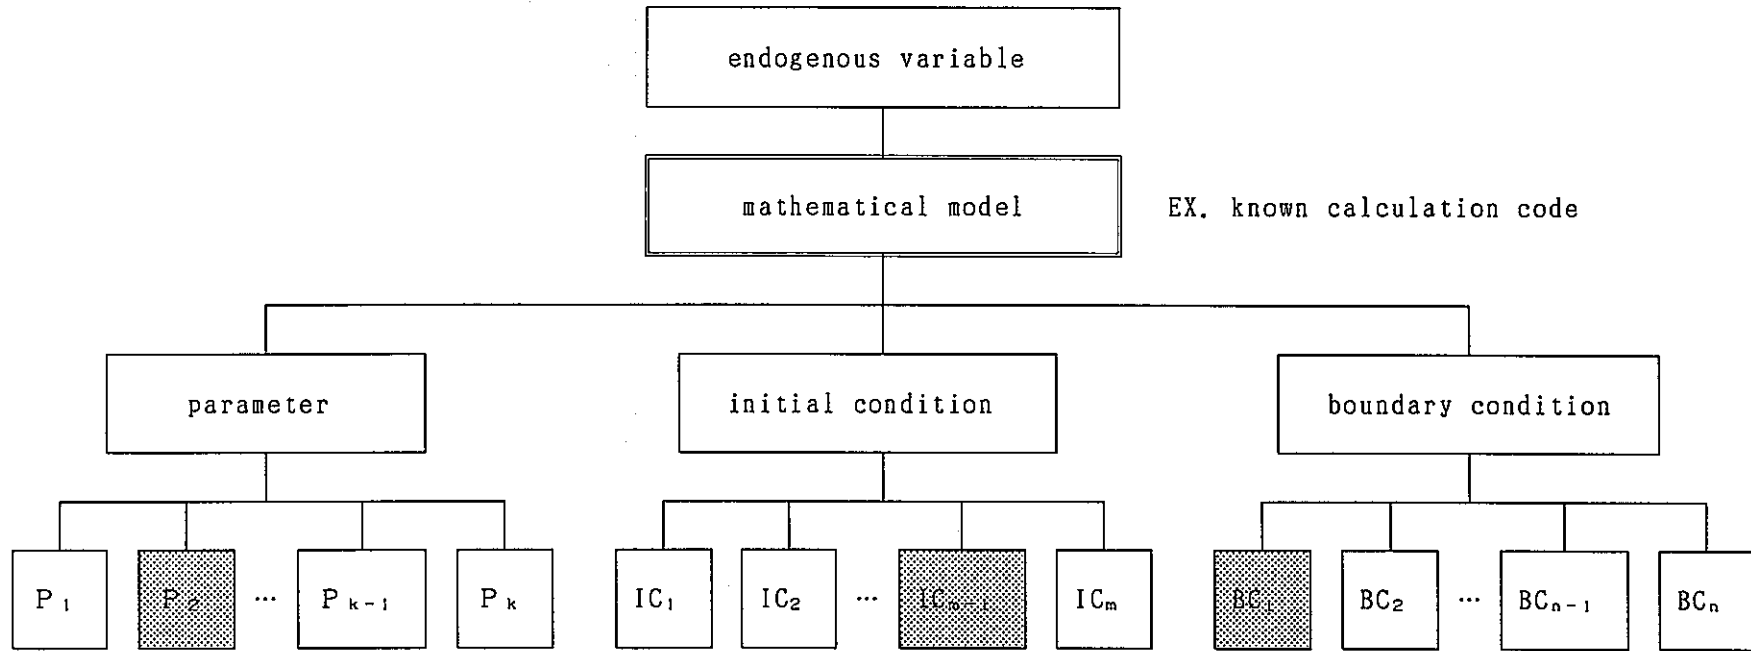 endogenous variable
mathematical model
EX. known calculation code
parameter
initial condition
boundary condition
P₁ P₂ … Pₖ₋₁ Pₖ IC₁ IC₂ … ICₘ₋₁ ICₘ BC₁ BC₂ … BCₙ₋₁ BCₙ